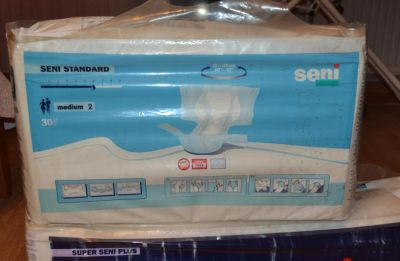 SENI STANDARD
seni
medium 2
30
SUPER SENI PLUS